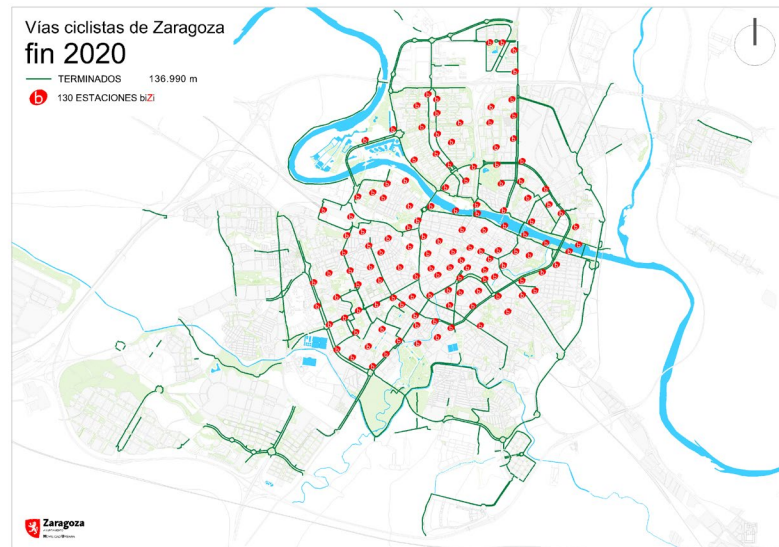 Vías ciclistas de Zaragoza
fin 2020
TERMINADOS 136.990 m
b 130 ESTACIONES biZi
Zaragoza